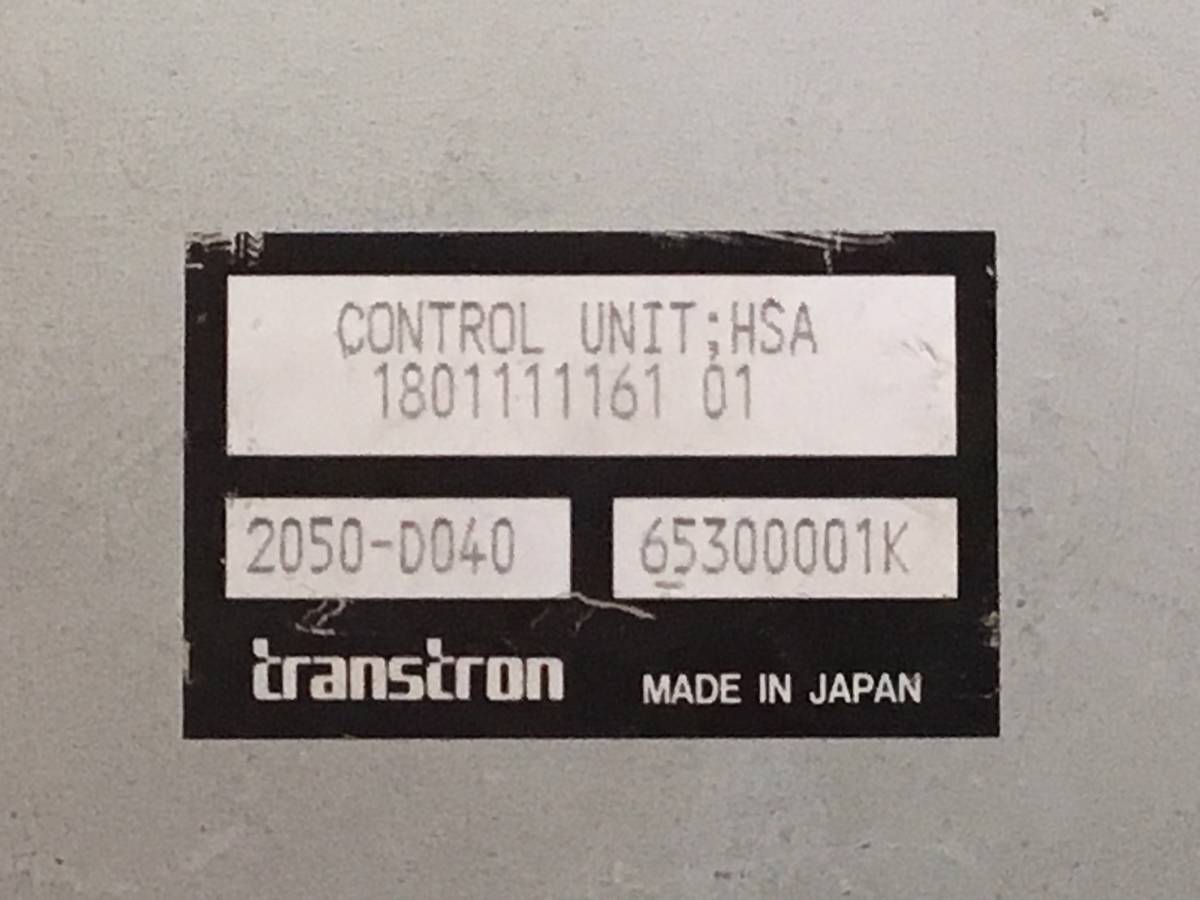 CONTROL UNIT;HSA
1801111161 01
2050-D040 65300001K
transtron MADE IN JAPAN